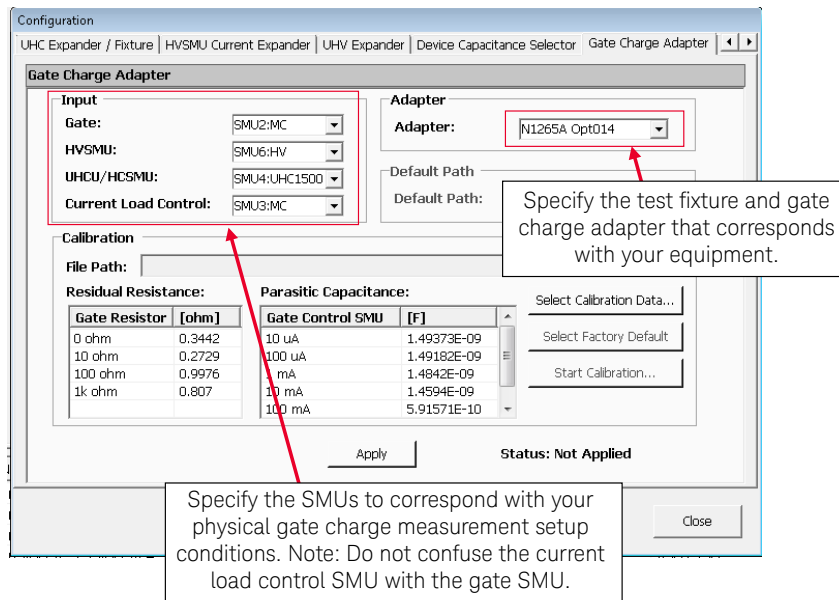 Configuration
UHC Expander / Fixture HVSMU Current Expander UHV Expander Device Capacitance Selector Gate Charge Adapter
Gate Charge Adapter
Input
Gate: SMU2:MC
HVSMU: SMU6:HV
UHCU/HCSMU: SMU4:UHC1500
Current Load Control: SMU3:MC
Adapter
Adapter: N1265A Opt014
Default Path
Default Path:
Specify the test fixture and gate
charge adapter that corresponds
with your equipment.
Calibration
File Path:
Residual Resistance:
Gate Resistor [ohm]
0 ohm 0.3442
10 ohm 0.2729
100 ohm 0.9976
1k ohm 0.807
Parasitic Capacitance:
Gate Control SMU [F]
10 uA 1.49373E-09
100 uA 1.49182E-09
mA 1.4842E-09
10 mA 1.4594E-09
100 mA 5.91571E-10
Select Calibration Data...
Select Factory Default
Start Calibration...
Apply
Status: Not Applied
Specify the SMUs to correspond with your
physical gate charge measurement setup
conditions. Note: Do not confuse the current
load control SMU with the gate SMU.
Close